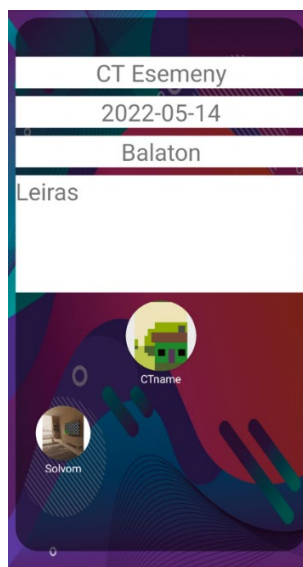 CT Esemeny
2022-05-14
Balaton
Leiras
CTname
Solvom